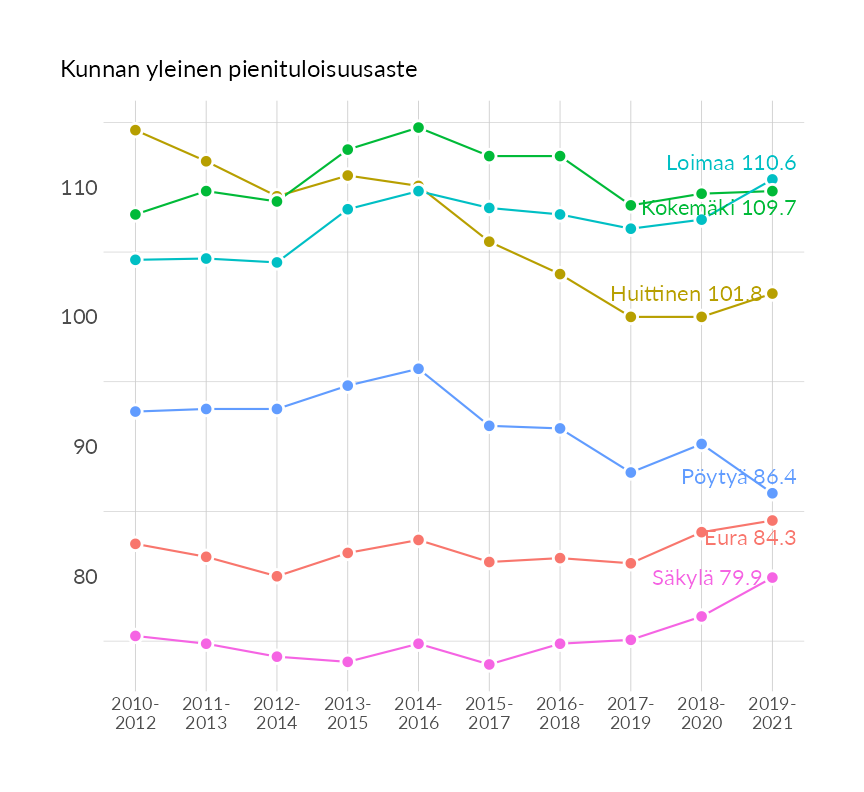 Kunnan yleinen pienituloisuusaste
Loimaa 110.6
110
Kokemäki 109.7
Huittinen 101.8
100
90
Pöytyä 86.4
Eura 84.3
80
Säkylä 79.9
2010- 2011- 2012- 2013- 2014- 2015- 2016- 2017- 2018- 2019-
2012 2013 2014 2015 2016 2017 2018 2019 2020 2021